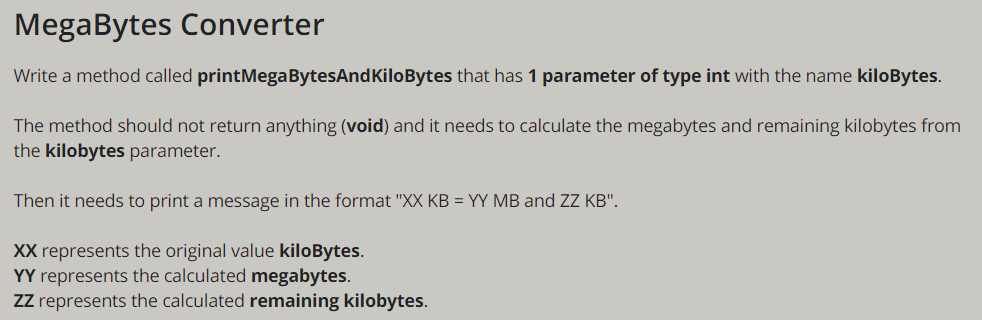 MegaBytes Converter
Write a method called printMegaBytesAndKiloBytes that has 1 parameter of type int with the name kiloBytes.
The method should not return anything (void) and it needs to calculate the megabytes and remaining kilobytes from
the kilobytes parameter.
Then it needs to print a message in the format "XX KB = YY MB and ZZ KB".
XX represents the original value kiloBytes.
YY represents the calculated megabytes.
ZZ represents the calculated remaining kilobytes.